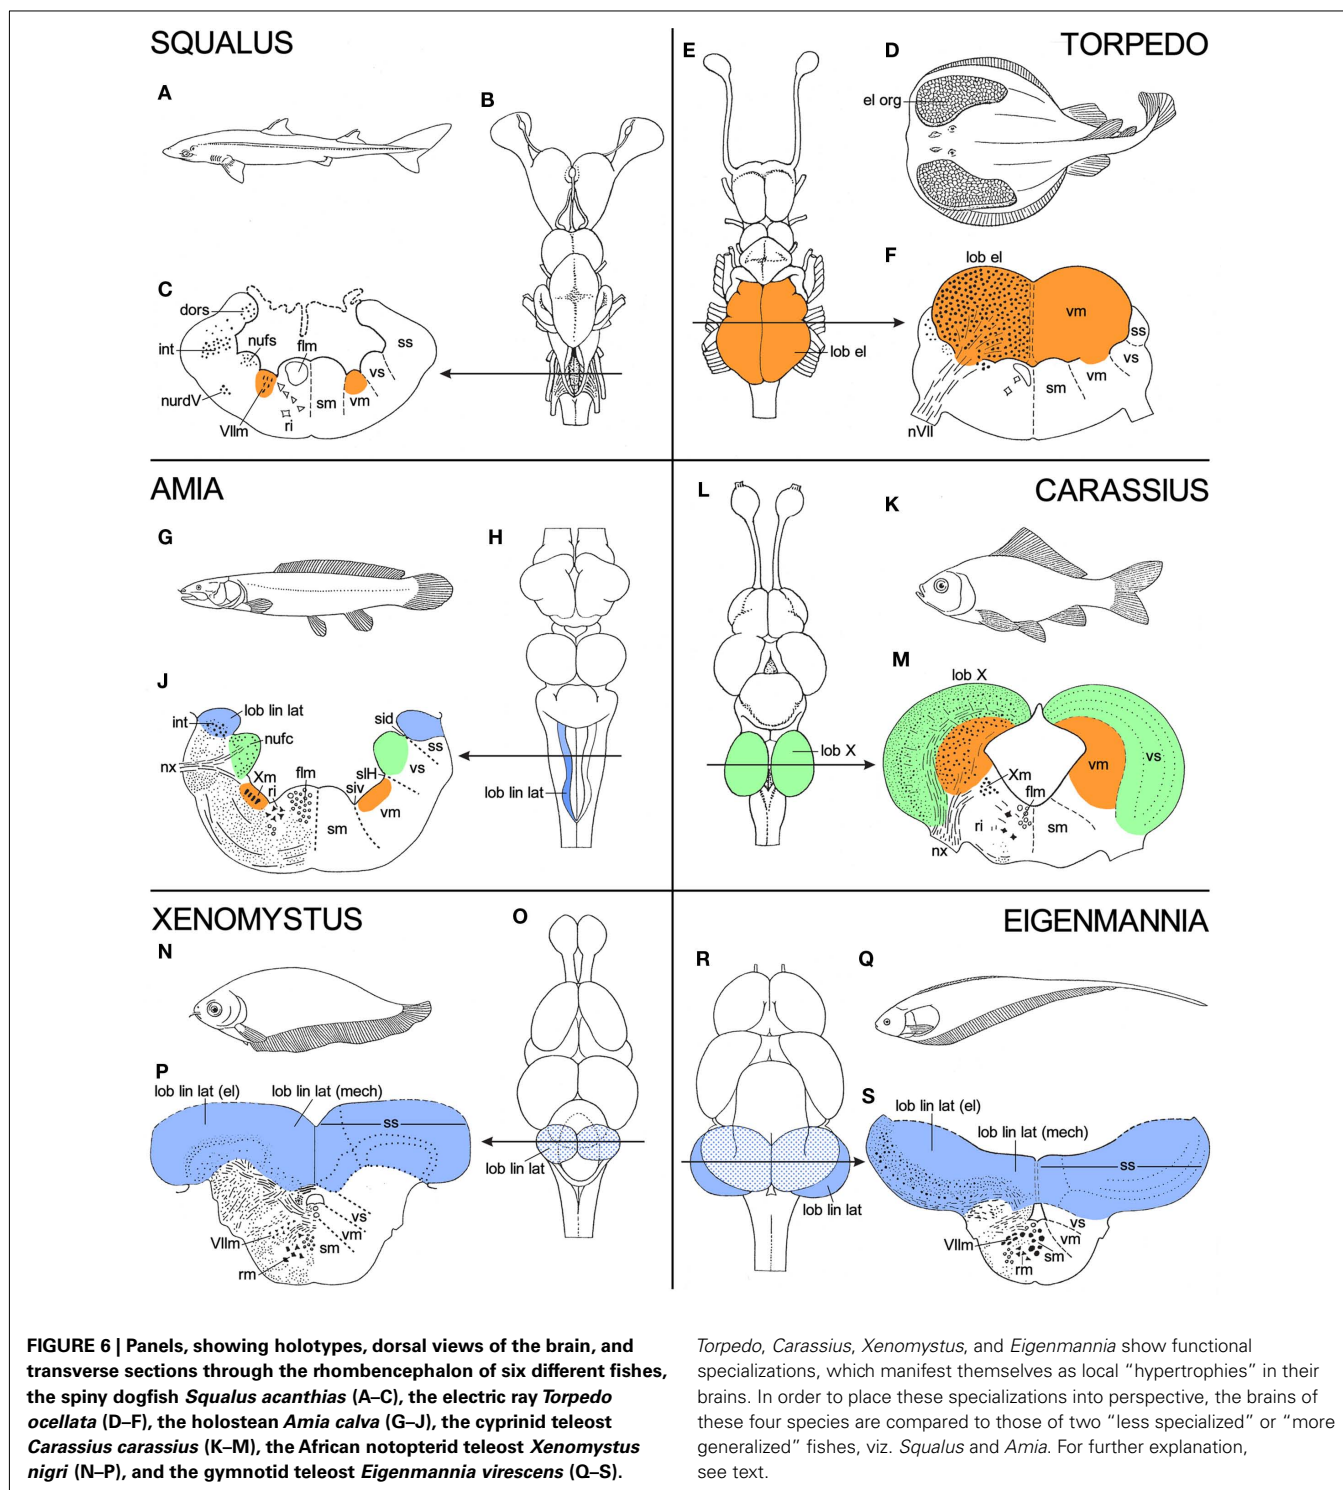 SQUALUS
A
B
C
dors
int
nufs
flm
ss
vs
nurdV
VIIm
ri
sm
vm
TORPEDO
E
D
el org
lob el
F
lob el
vm
ss
vs
vm
sm
nVII
AMIA
G
H
J
lob lin lat
int
nufc
nx
Xm
ri
flm
sid
ss
vs
slH
siv
vm
sm
lob lin lat
CARASSIUS
L
K
lob X
M
lob X
vm
vs
Xm
flm
ri
sm
nx
XENOMYSTUS
N
O
P
lob lin lat (el)
lob lin lat (mech)
ss
lob lin lat
vs
vm
sm
VIIm
rm
EIGENMANNIA
R
Q
S
lob lin lat (el)
lob lin lat (mech)
ss
lob lin lat
vs
vm
VIIm
sm
rm
FIGURE 6 | Panels, showing holotypes, dorsal views of the brain, and
transverse sections through the rhombencephalon of six different fishes,
the spiny dogfish Squalus acanthias (A–C), the electric ray Torpedo
ocellata (D–F), the holostean Amia calva (G–J), the cyprinid teleost
Carassius carassius (K–M), the African notopterid teleost Xenomystus
nigri (N–P), and the gymnotid teleost Eigenmannia virescens (Q–S).
Torpedo, Carassius, Xenomystus, and Eigenmannia show functional
specializations, which manifest themselves as local “hypertrophies” in their
brains. In order to place these specializations into perspective, the brains of
these four species are compared to those of two “less specialized” or “more
generalized” fishes, viz. Squalus and Amia. For further explanation,
see text.